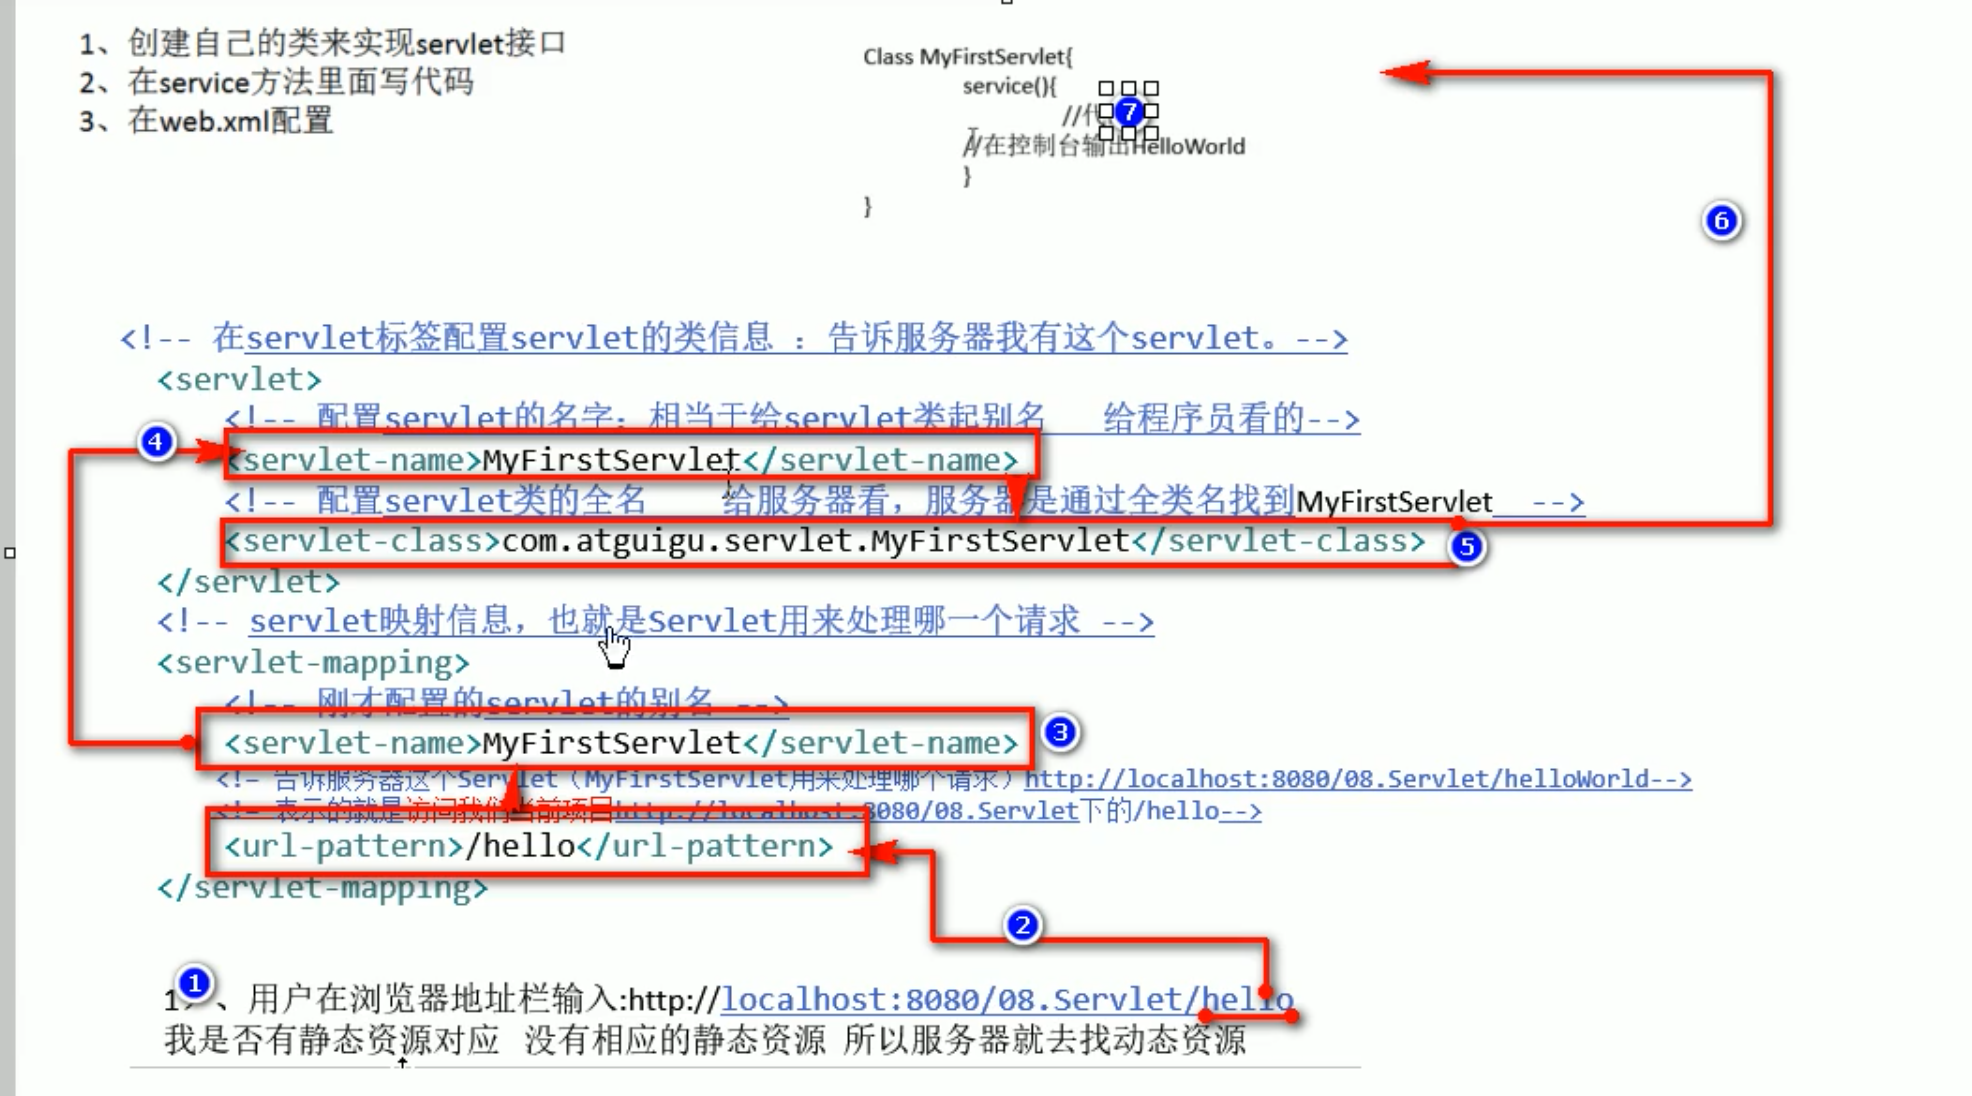 1、创建自己的类来实现servlet接口
2、在service方法里面写代码
3、在web.xml配置
Class MyFirstServlet{
service(){
//代
7
//在控制台输出HelloWorld
}
}
6
<!-- 在servlet标签配置servlet的类信息 : 告诉服务器我有这个servlet。-->
<servlet>
<!-- 配置servlet的名字：相当于给servlet类起别名 给程序员看的-->
4
<servlet-name>MyFirstServlet</servlet-name>
<!-- 配置servlet类的全名 给服务器看，服务器是通过全类名找到MyFirstServlet -->
<servlet-class>com.atguigu.servlet.MyFirstServlet</servlet-class>
5
</servlet>
<!-- servlet映射信息，也就是Servlet用来处理哪一个请求 -->
<servlet-mapping>
<!-- 刚才配置的servlet的别名 -->
<servlet-name>MyFirstServlet</servlet-name>
3
<!– 告诉服务器这个Servlet（MyFirstServlet用来处理哪个请求）http://localhost:8080/08.Servlet/helloWorld-->
<!– 表示的就是访问我们当前项目http://localhost:8080/08.Servlet下的/hello-->
<url-pattern>/hello</url-pattern>
</servlet-mapping>
2
1
1、用户在浏览器地址栏输入:http://localhost:8080/08.Servlet/hello
我是否有静态资源对应 没有相应的静态资源 所以服务器就去找动态资源